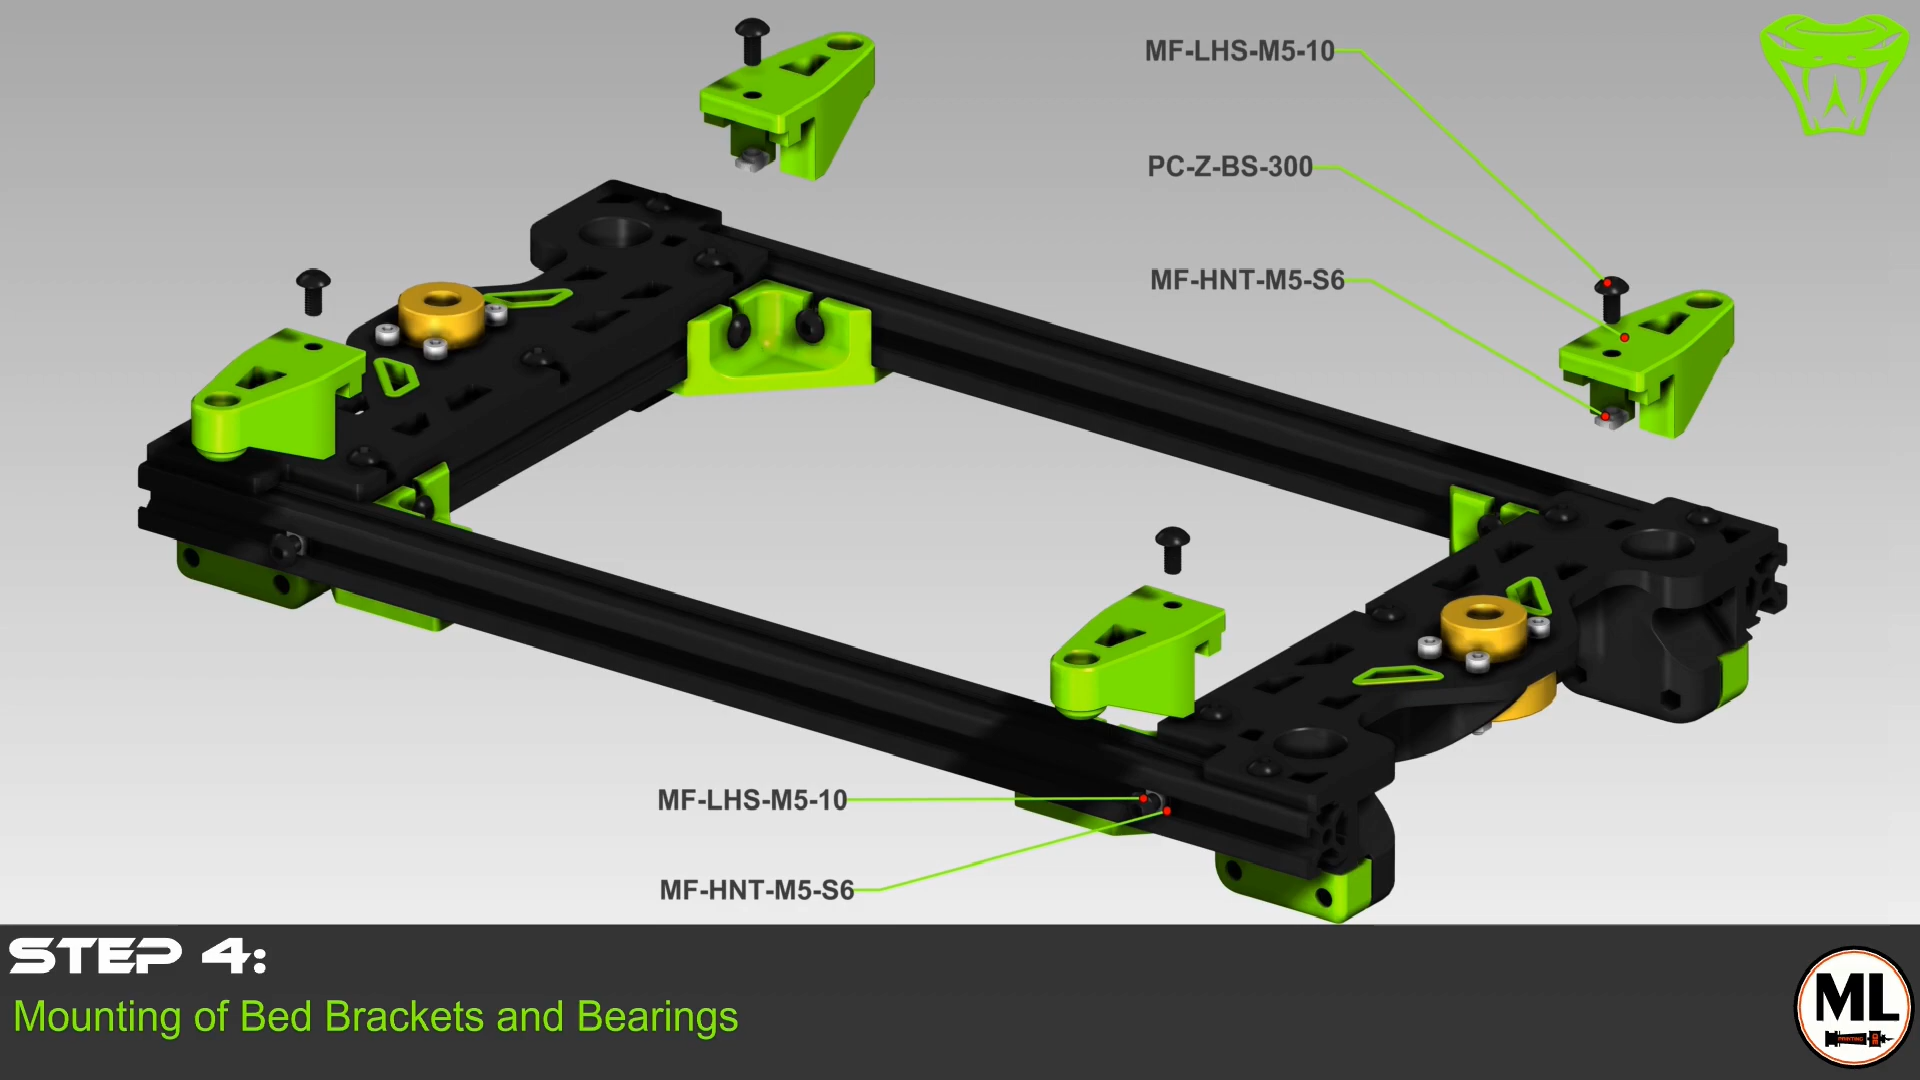 MF-LHS-M5-10
PC-Z-BS-300
MF-HNT-M5-S6
MF-LHS-M5-10
MF-HNT-M5-S6
STEP 4:
Mounting of Bed Brackets and Bearings
ML
PRINTING